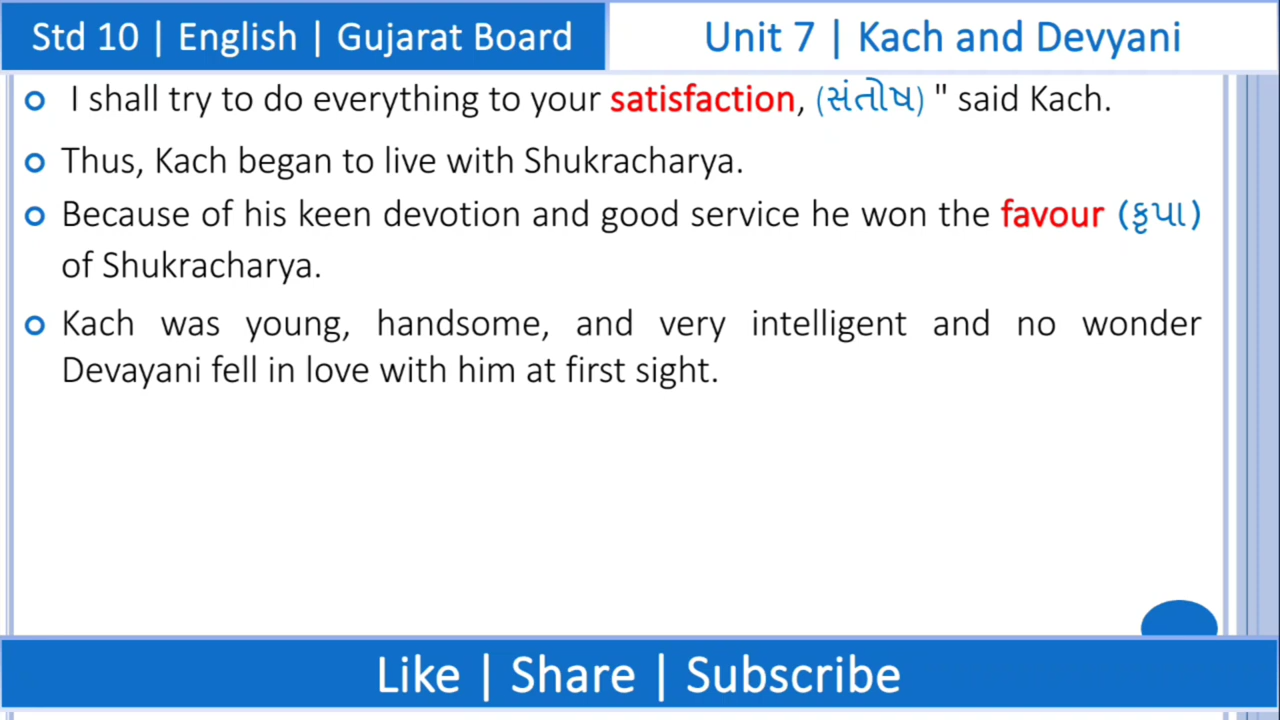 Std 10 | English | Gujarat Board
Unit 7 | Kach and Devyani
I shall try to do everything to your satisfaction, (સંતોષ) " said Kach.
Thus, Kach began to live with Shukracharya.
Because of his keen devotion and good service he won the favour (કૃપા)
of Shukracharya.
Kach was young, handsome, and very intelligent and no wonder
Devayani fell in love with him at first sight.
Like | Share | Subscribe